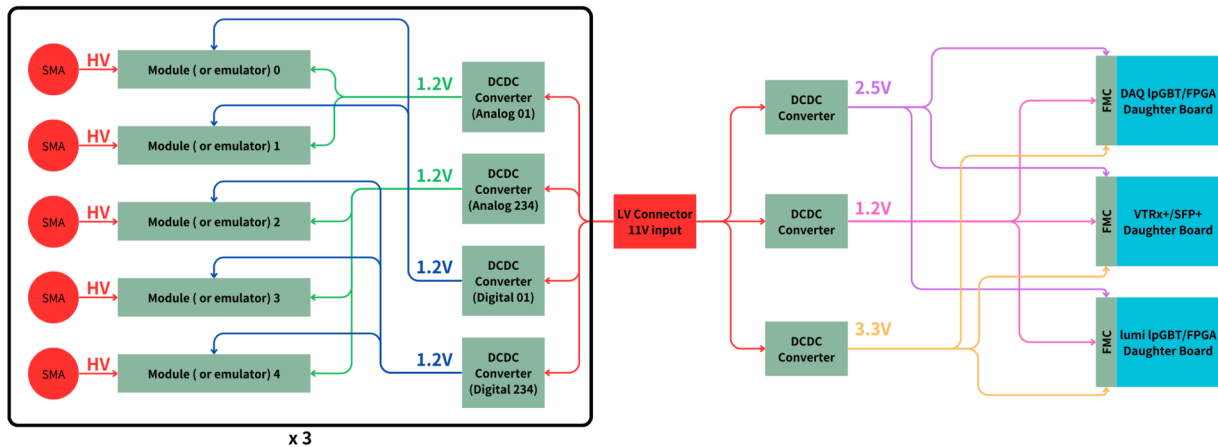 SMA
HV
Module ( or emulator) 0
SMA
HV
Module ( or emulator) 1
SMA
HV
Module ( or emulator) 2
SMA
HV
Module ( or emulator) 3
SMA
HV
Module ( or emulator) 4
1.2V
DCDC
Converter
(Analog 01)
1.2V
DCDC
Converter
(Analog 234)
1.2V
DCDC
Converter
(Digital 01)
1.2V
DCDC
Converter
(Digital 234)
x 3
LV Connector
11V input
DCDC
Converter
2.5V
DCDC
Converter
1.2V
DCDC
Converter
3.3V
FMC
DAQ lpGBT/FPGA
Daughter Board
FMC
VTRx+/SFP+
Daughter Board
FMC
lumi lpGBT/FPGA
Daughter Board